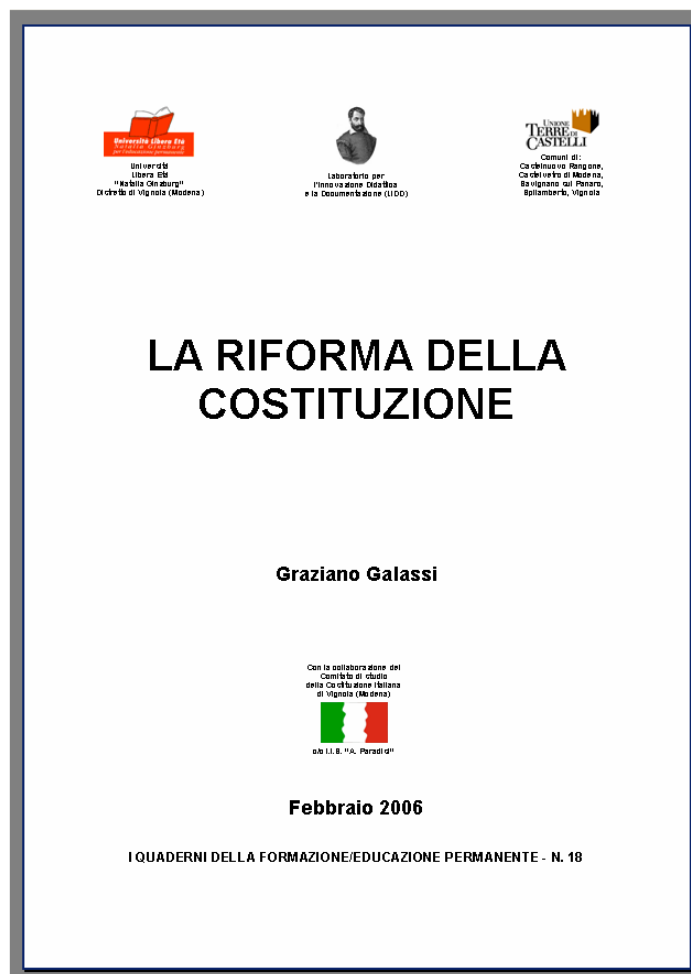 Università Libera Età
Natalia Ginzburg
per l'educazione permanente
Università
Libera Età
"Natalia Ginzburg"
Distretto di Vignola (Modena)
Laboratorio per
l'Innovazione Didattica
e la Documentazione (LIDD)
UNIONE
TERRE DI
CASTELLI
Comuni di:
Castelnuovo Rangone,
Castelvetro di Modena,
Savignano sul Panaro,
Spilamberto, Vignola
LA RIFORMA DELLA
COSTITUZIONE
Graziano Galassi
Con la collaborazione del
Comitato di studio
della Costituzione Italiana
di Vignola (Modena)
c/o I.I.S. "A. Paradisi"
Febbraio 2006
I QUADERNI DELLA FORMAZIONE/EDUCAZIONE PERMANENTE - N. 18